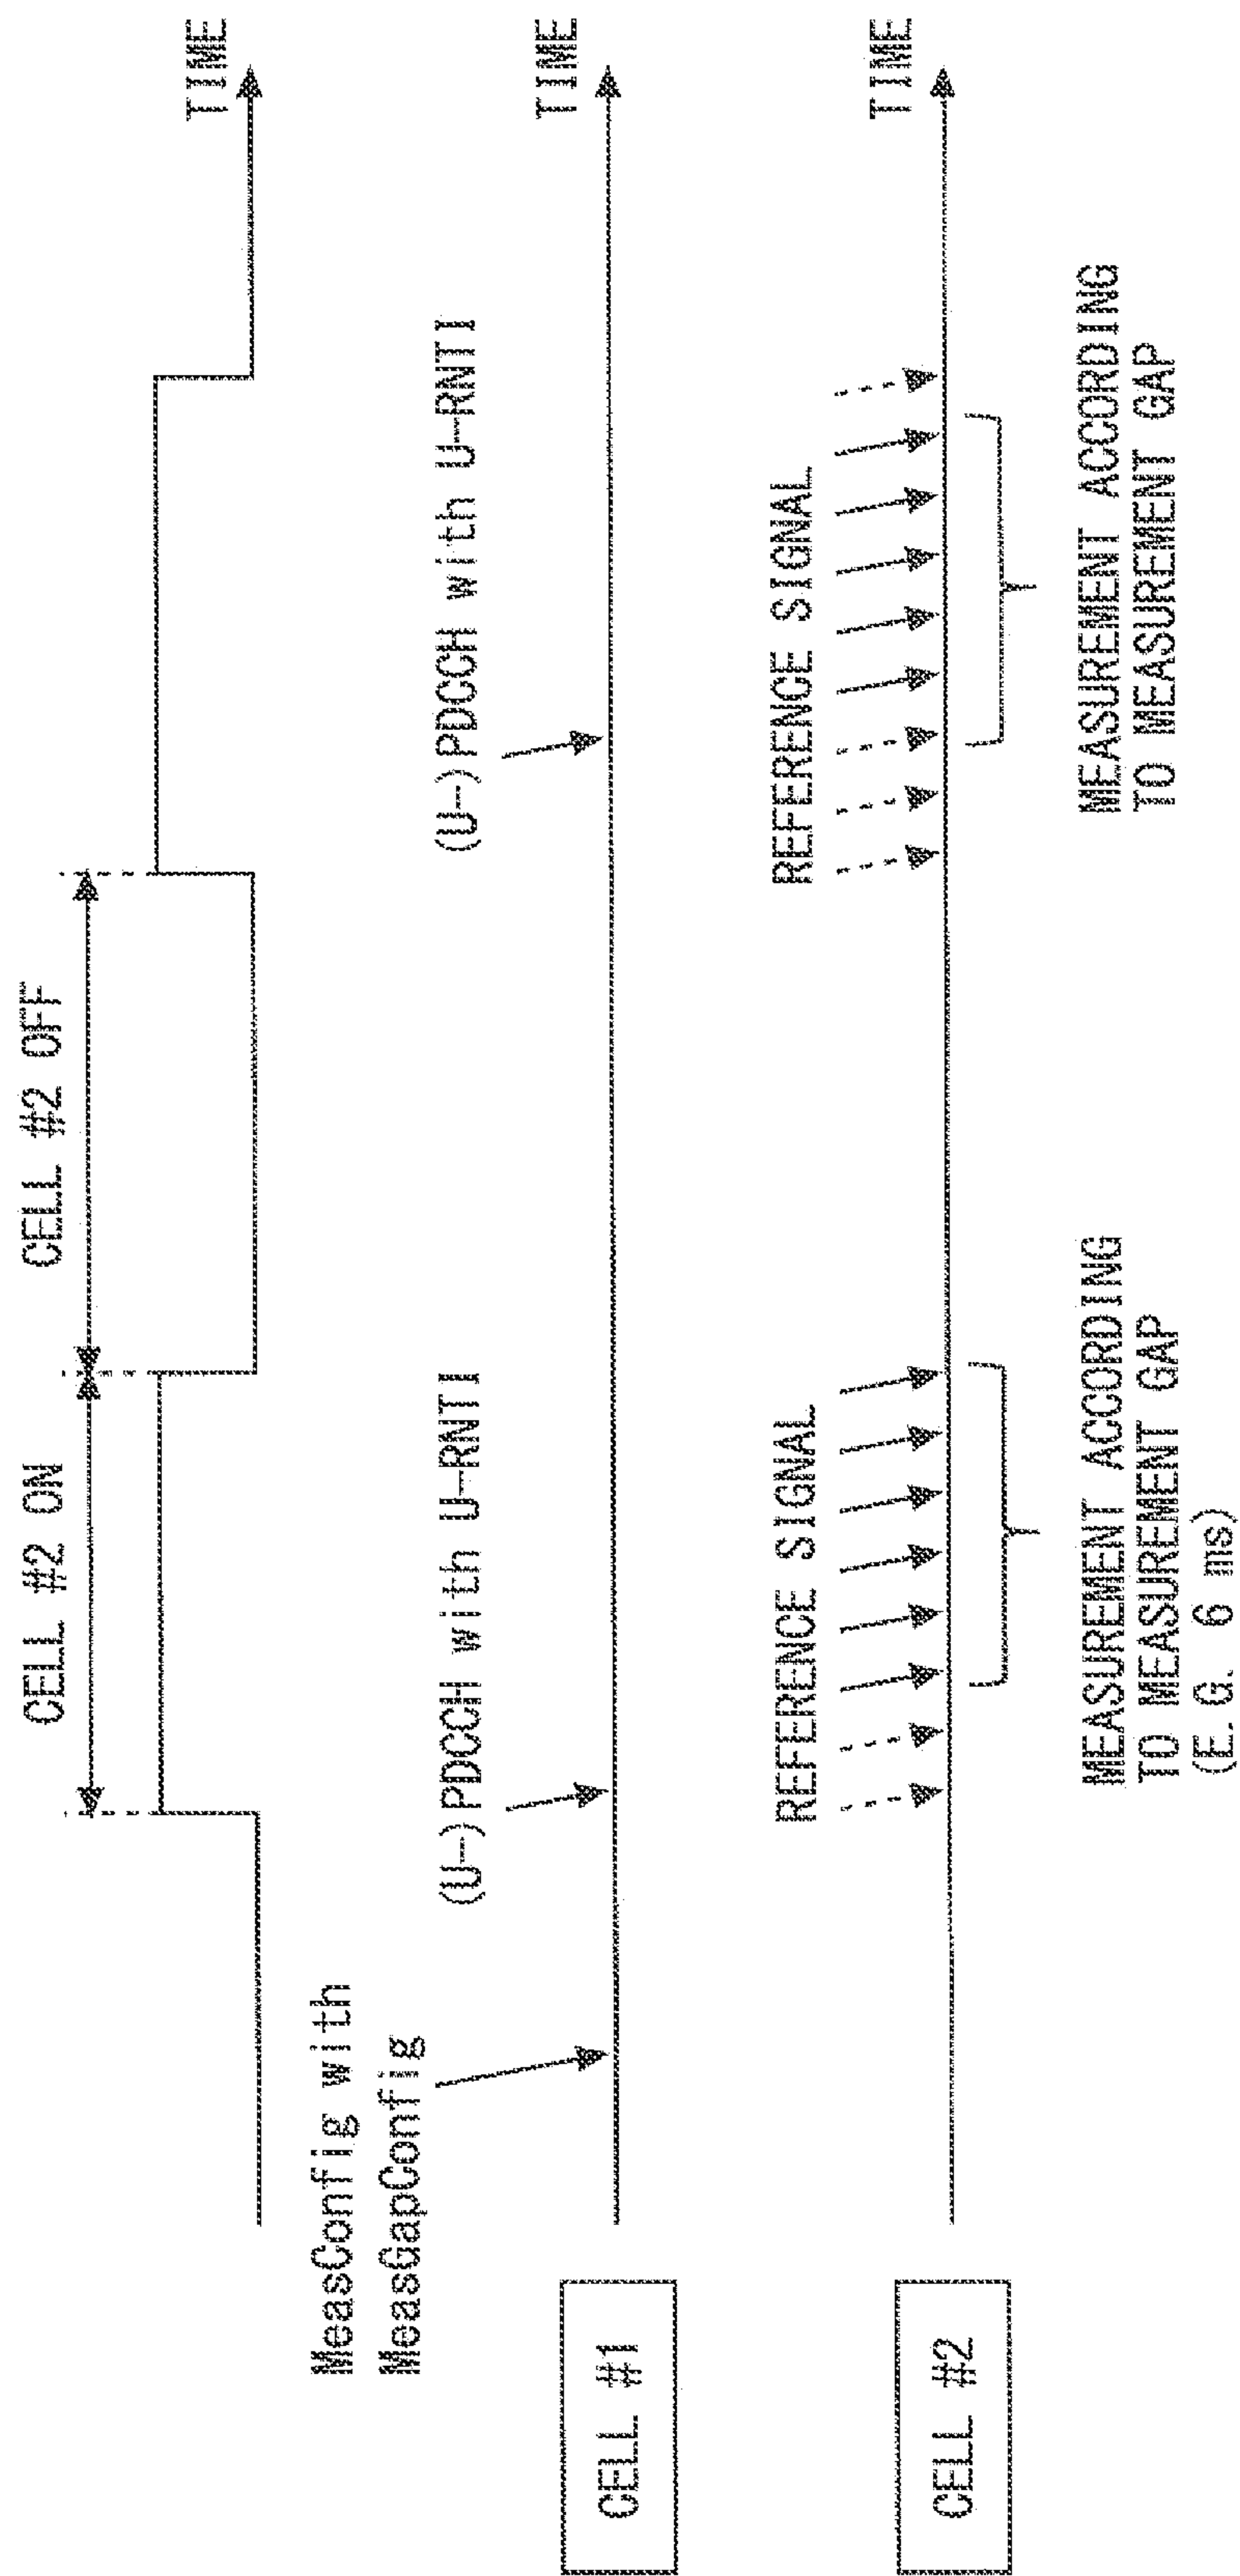 CELL #2 ON
CELL #2 OFF
TIME
MeasConfig with
MeasGapConfig
(U-)PDCCH with U-RNTI
(U-)PDCCH with U-RNTI
TIME
CELL #1
REFERENCE SIGNAL
REFERENCE SIGNAL
TIME
CELL #2
MEASUREMENT ACCORDING
TO MEASUREMENT GAP
(E.G. 6 ms)
MEASUREMENT ACCORDING
TO MEASUREMENT GAP